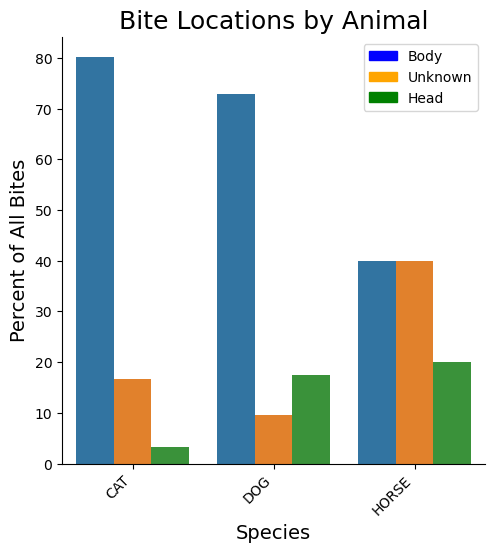 Bite Locations by Animal
Body
Unknown
Head
Percent of All Bites
80
70
60
50
40
30
20
10
0
CAT
DOG
HORSE
Species